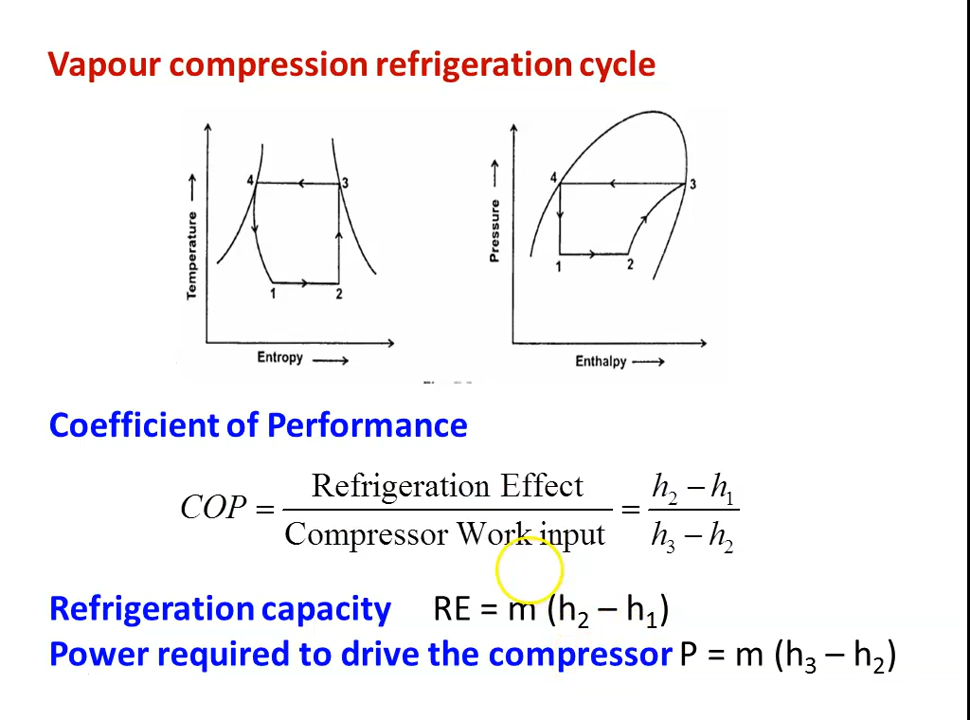 Vapour compression refrigeration cycle
4
3
1
2
Temperature
Entropy
4
3
1
2
Pressure
Enthalpy
Coefficient of Performance
COP = Refrigeration Effect / Compressor Work input = h₂ – h₁ / h₃ – h₂
Refrigeration capacity RE = m (h₂ – h₁)
Power required to drive the compressor P = m (h₃ – h₂)